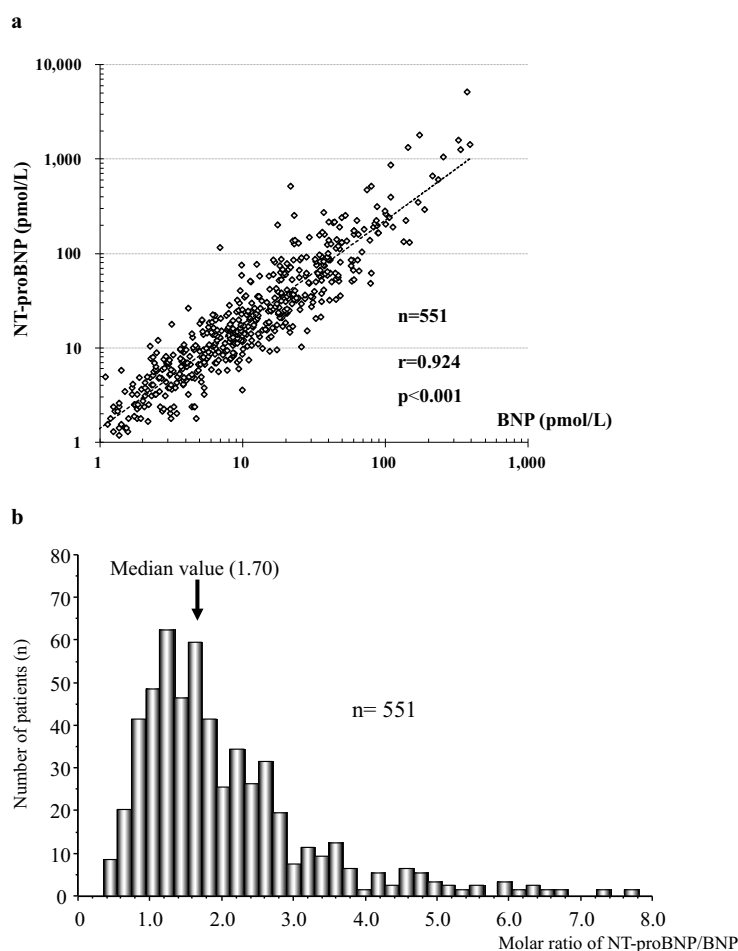 a
10,000
1,000
100
10
1
NT-proBNP (pmol/L)
n=551
r=0.924
p<0.001
BNP (pmol/L)
1 10 100 1,000
b
80
70
60
50
40
30
20
10
0
Number of patients (n)
Median value (1.70)
n= 551
0 1.0 2.0 3.0 4.0 5.0 6.0 7.0 8.0
Molar ratio of NT-proBNP/BNP